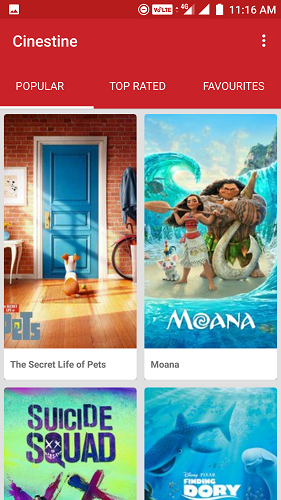 VoLTE 4G 11:16 AM
Cinestine
POPULAR TOP RATED FAVOURITES
PETS
MOANA
The Secret Life of Pets
Moana
SUICIDE
SQUAD
DISNEY PIXAR
FINDING
DORY